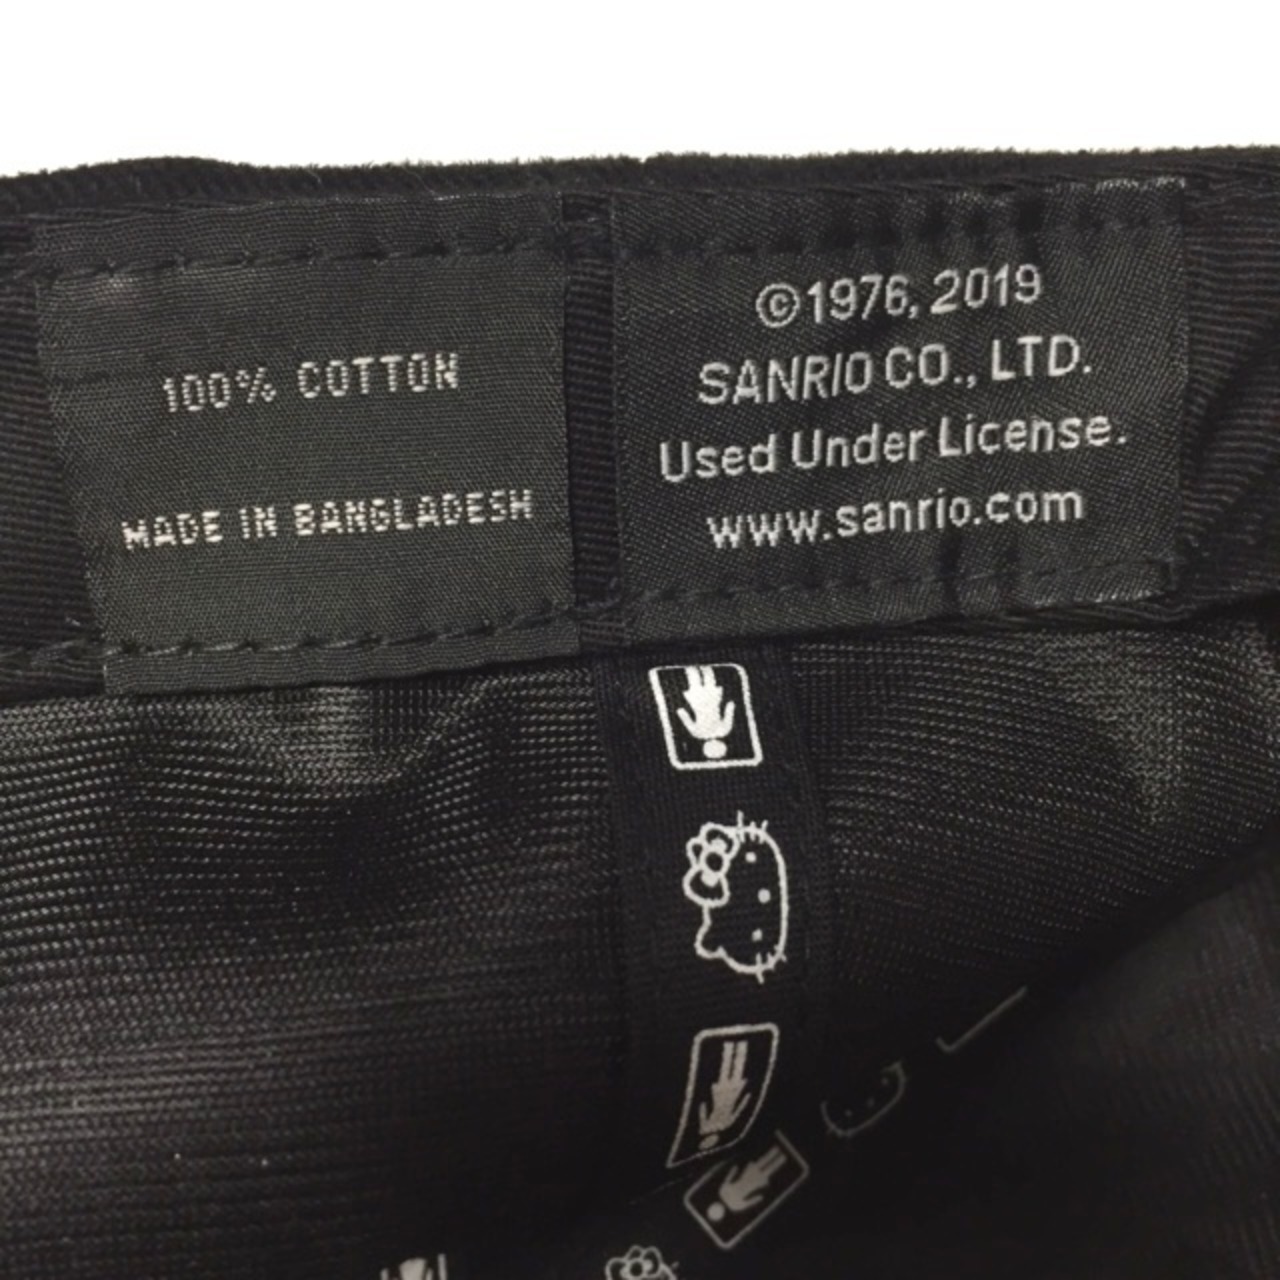 100% COTTON
MADE IN BANGLADESH
©1976, 2019
SANRIO CO., LTD.
Used Under License.
www.sanrio.com